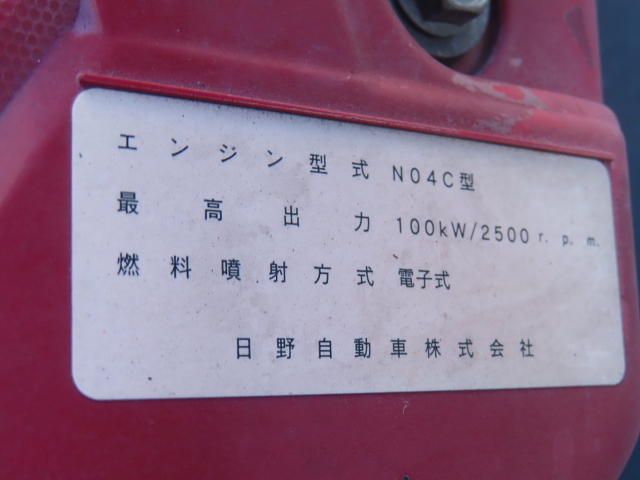 エンジン型式 N04C型
最高出力 100kW/2500 r. p. m.
燃料噴射方式 電子式
日野自動車株式会社